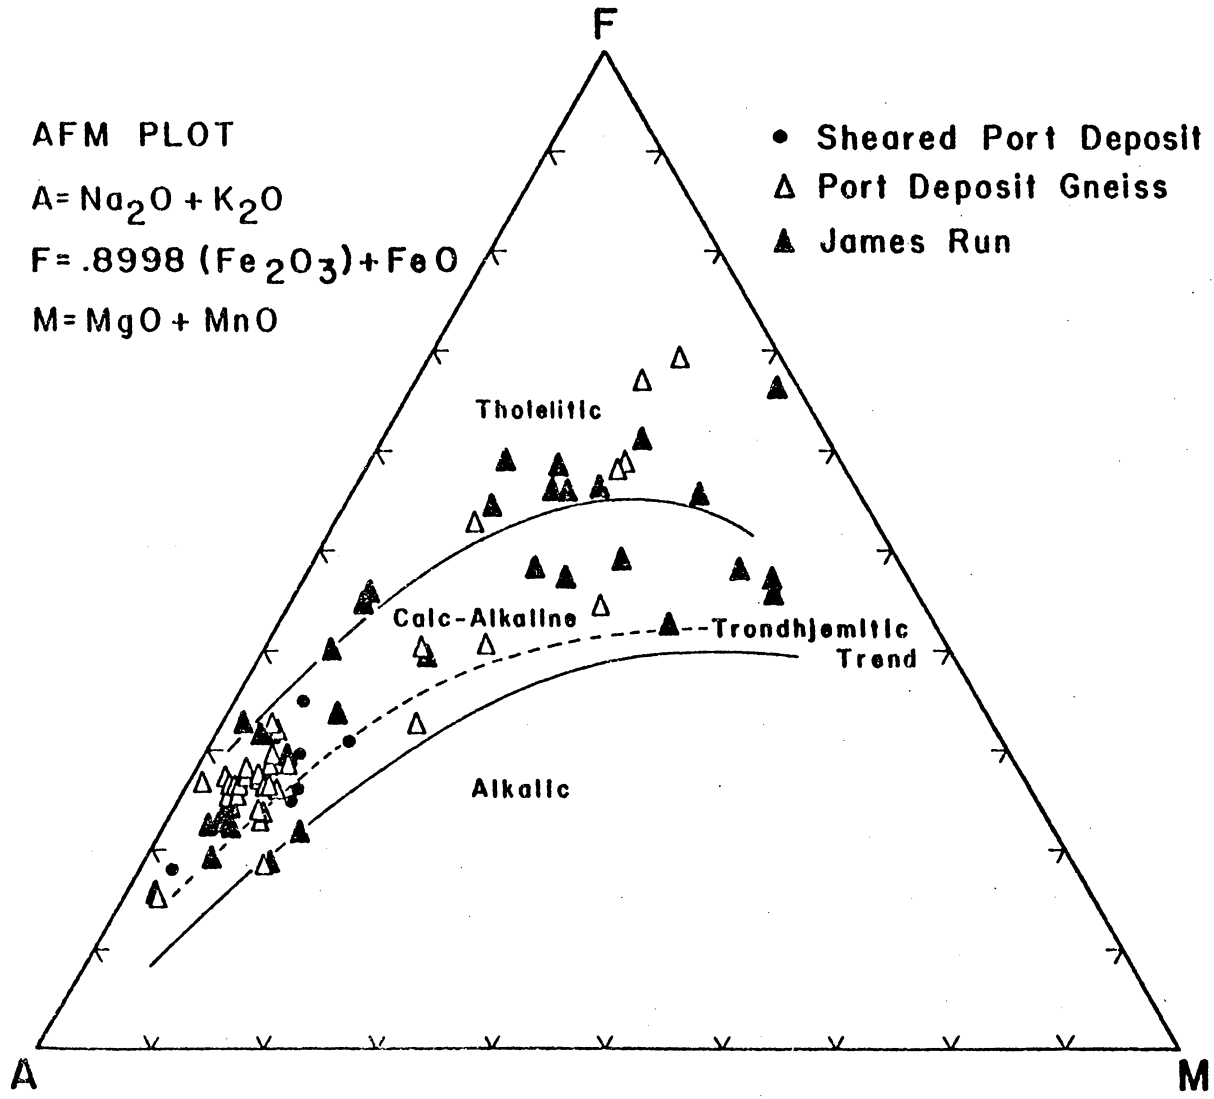 F
AFM PLOT
A= Na2O + K2O
F= .8998 (Fe2O3) + FeO
M= MgO + MnO
Sheared Port Deposit
Port Deposit Gneiss
James Run
Tholeiitic
Calc-Alkaline
Trondhjemitic
Trend
Alkalic
A
M